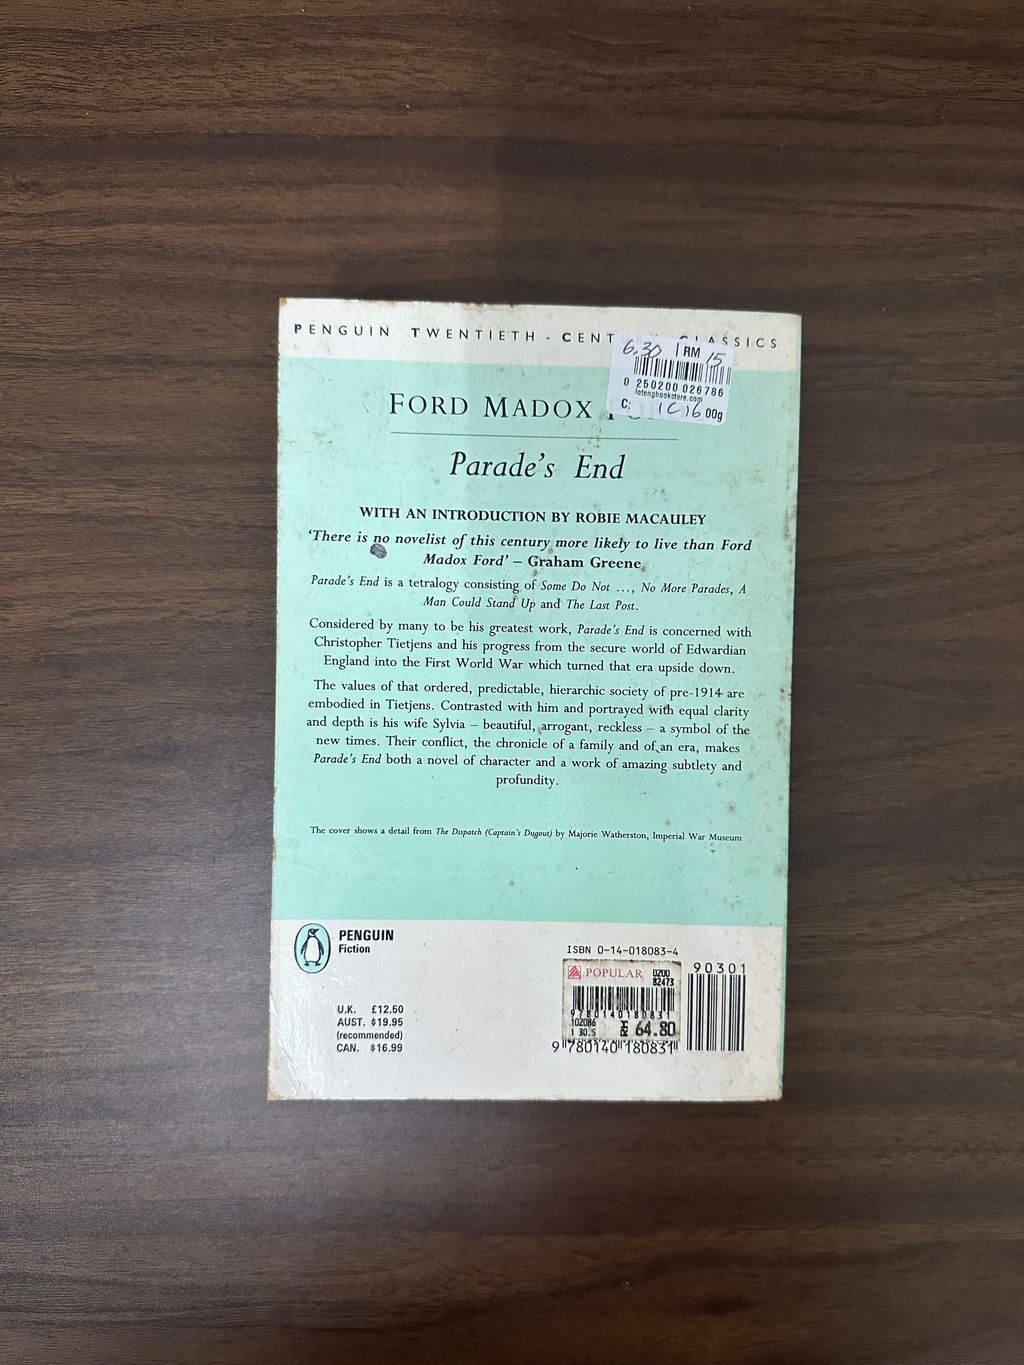 PENGUIN TWENTIETH-CENT CLASSICS
6.30 RM 15
0 250200 026786
lotengbookstore.com
C: 00g
FORD MADOX
Parade's End
WITH AN INTRODUCTION BY ROBIE MACAULEY
'There is no novelist of this century more likely to live than Ford
Madox Ford' – Graham Greene
Parade's End is a tetralogy consisting of Some Do Not ..., No More Parades, A
Man Could Stand Up and The Last Post.
Considered by many to be his greatest work, Parade's End is concerned with
Christopher Tietjens and his progress from the secure world of Edwardian
England into the First World War which turned that era upside down.
The values of that ordered, predictable, hierarchic society of pre-1914 are
embodied in Tietjens. Contrasted with him and portrayed with equal clarity
and depth is his wife Sylvia – beautiful, arrogant, reckless – a symbol of the
new times. Their conflict, the chronicle of a family and of an era, makes
Parade's End both a novel of character and a work of amazing subtlety and
profundity.
The cover shows a detail from The Dispatch (Captain's Dugout) by Majorie Watherston, Imperial War Museum
PENGUIN
Fiction
U.K. £12.50
AUST. $19.95
(recommended)
CAN. $16.99
ISBN 0-14-018083-4
POPULAR 0200
82473
9780140180831
102086
1 30.5 RM 64.80
9 780140 180831
90301